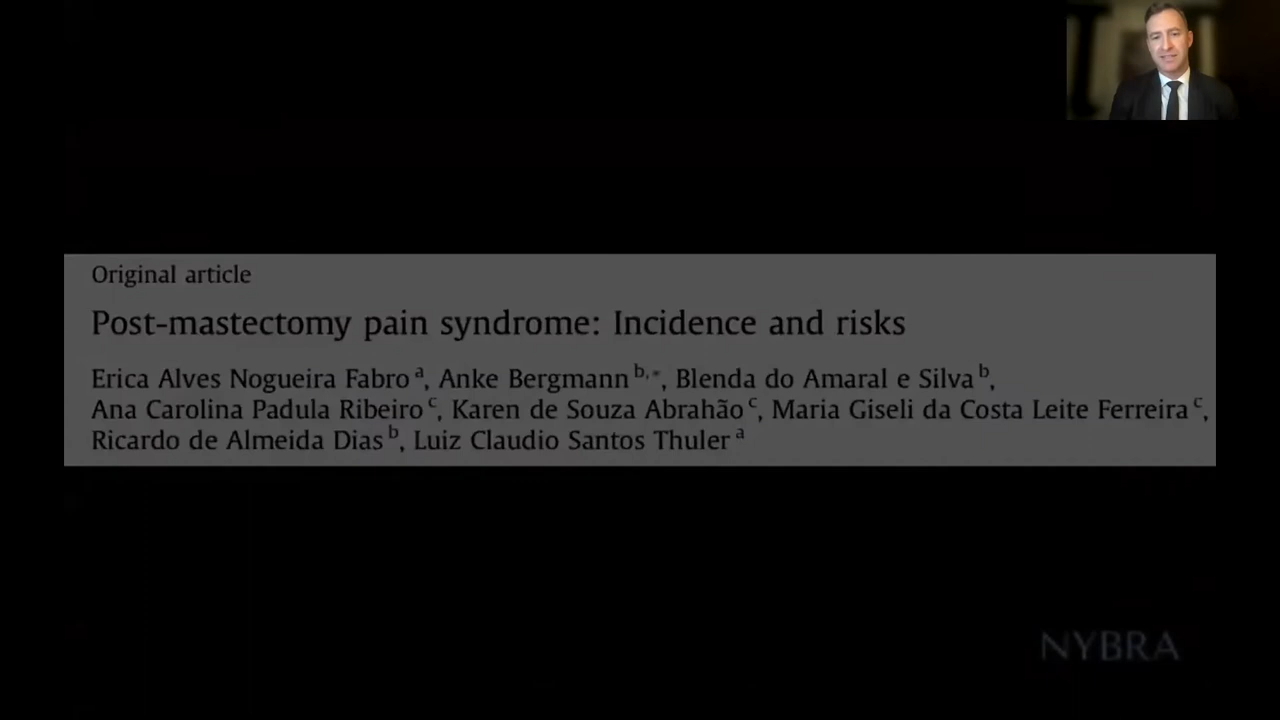 Original article
Post-mastectomy pain syndrome: Incidence and risks
Erica Alves Nogueira Fabro a, Anke Bergmann b,*, Blenda do Amaral e Silva b,
Ana Carolina Padula Ribeiro c, Karen de Souza Abrahão c, Maria Giseli da Costa Leite Ferreira c,
Ricardo de Almeida Dias b, Luiz Claudio Santos Thuler a
NYBRA